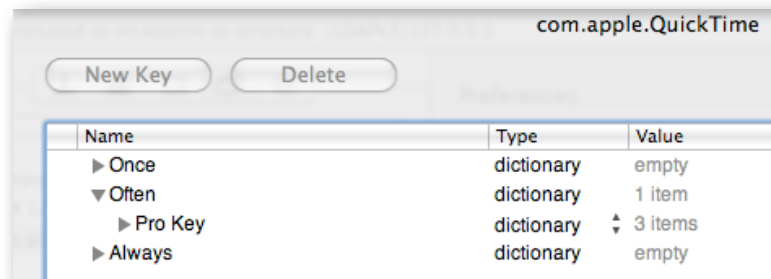 com.apple.QuickTime
New Key Delete
Preferences
Name Type Value
Once dictionary empty
Often dictionary 1 item
Pro Key dictionary 3 items
Always dictionary empty